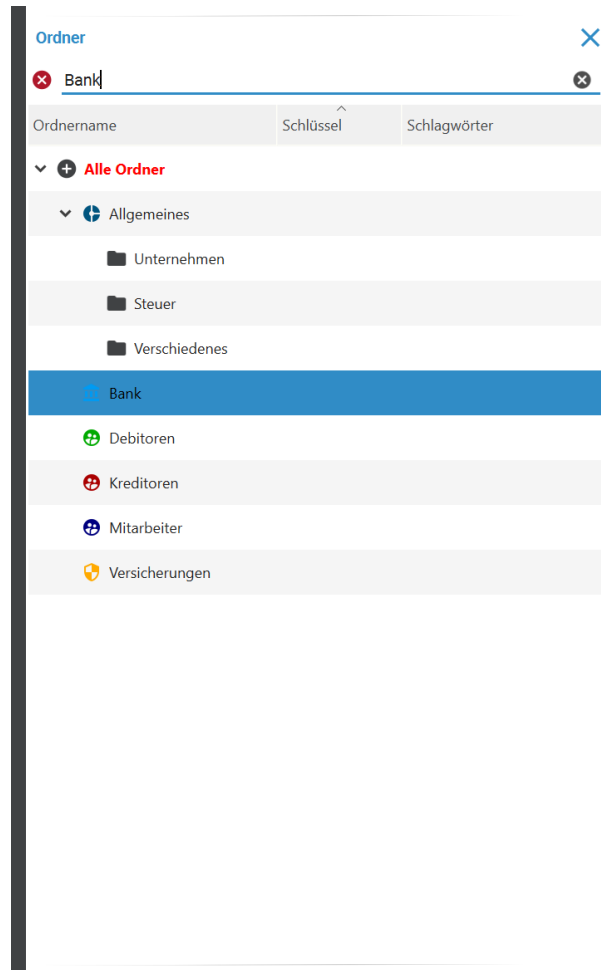 Ordner
Bank
Ordnername Schlüssel Schlagwörter
Alle Ordner
Allgemeines
Unternehmen
Steuer
Verschiedenes
Bank
Debitoren
Kreditoren
Mitarbeiter
Versicherungen